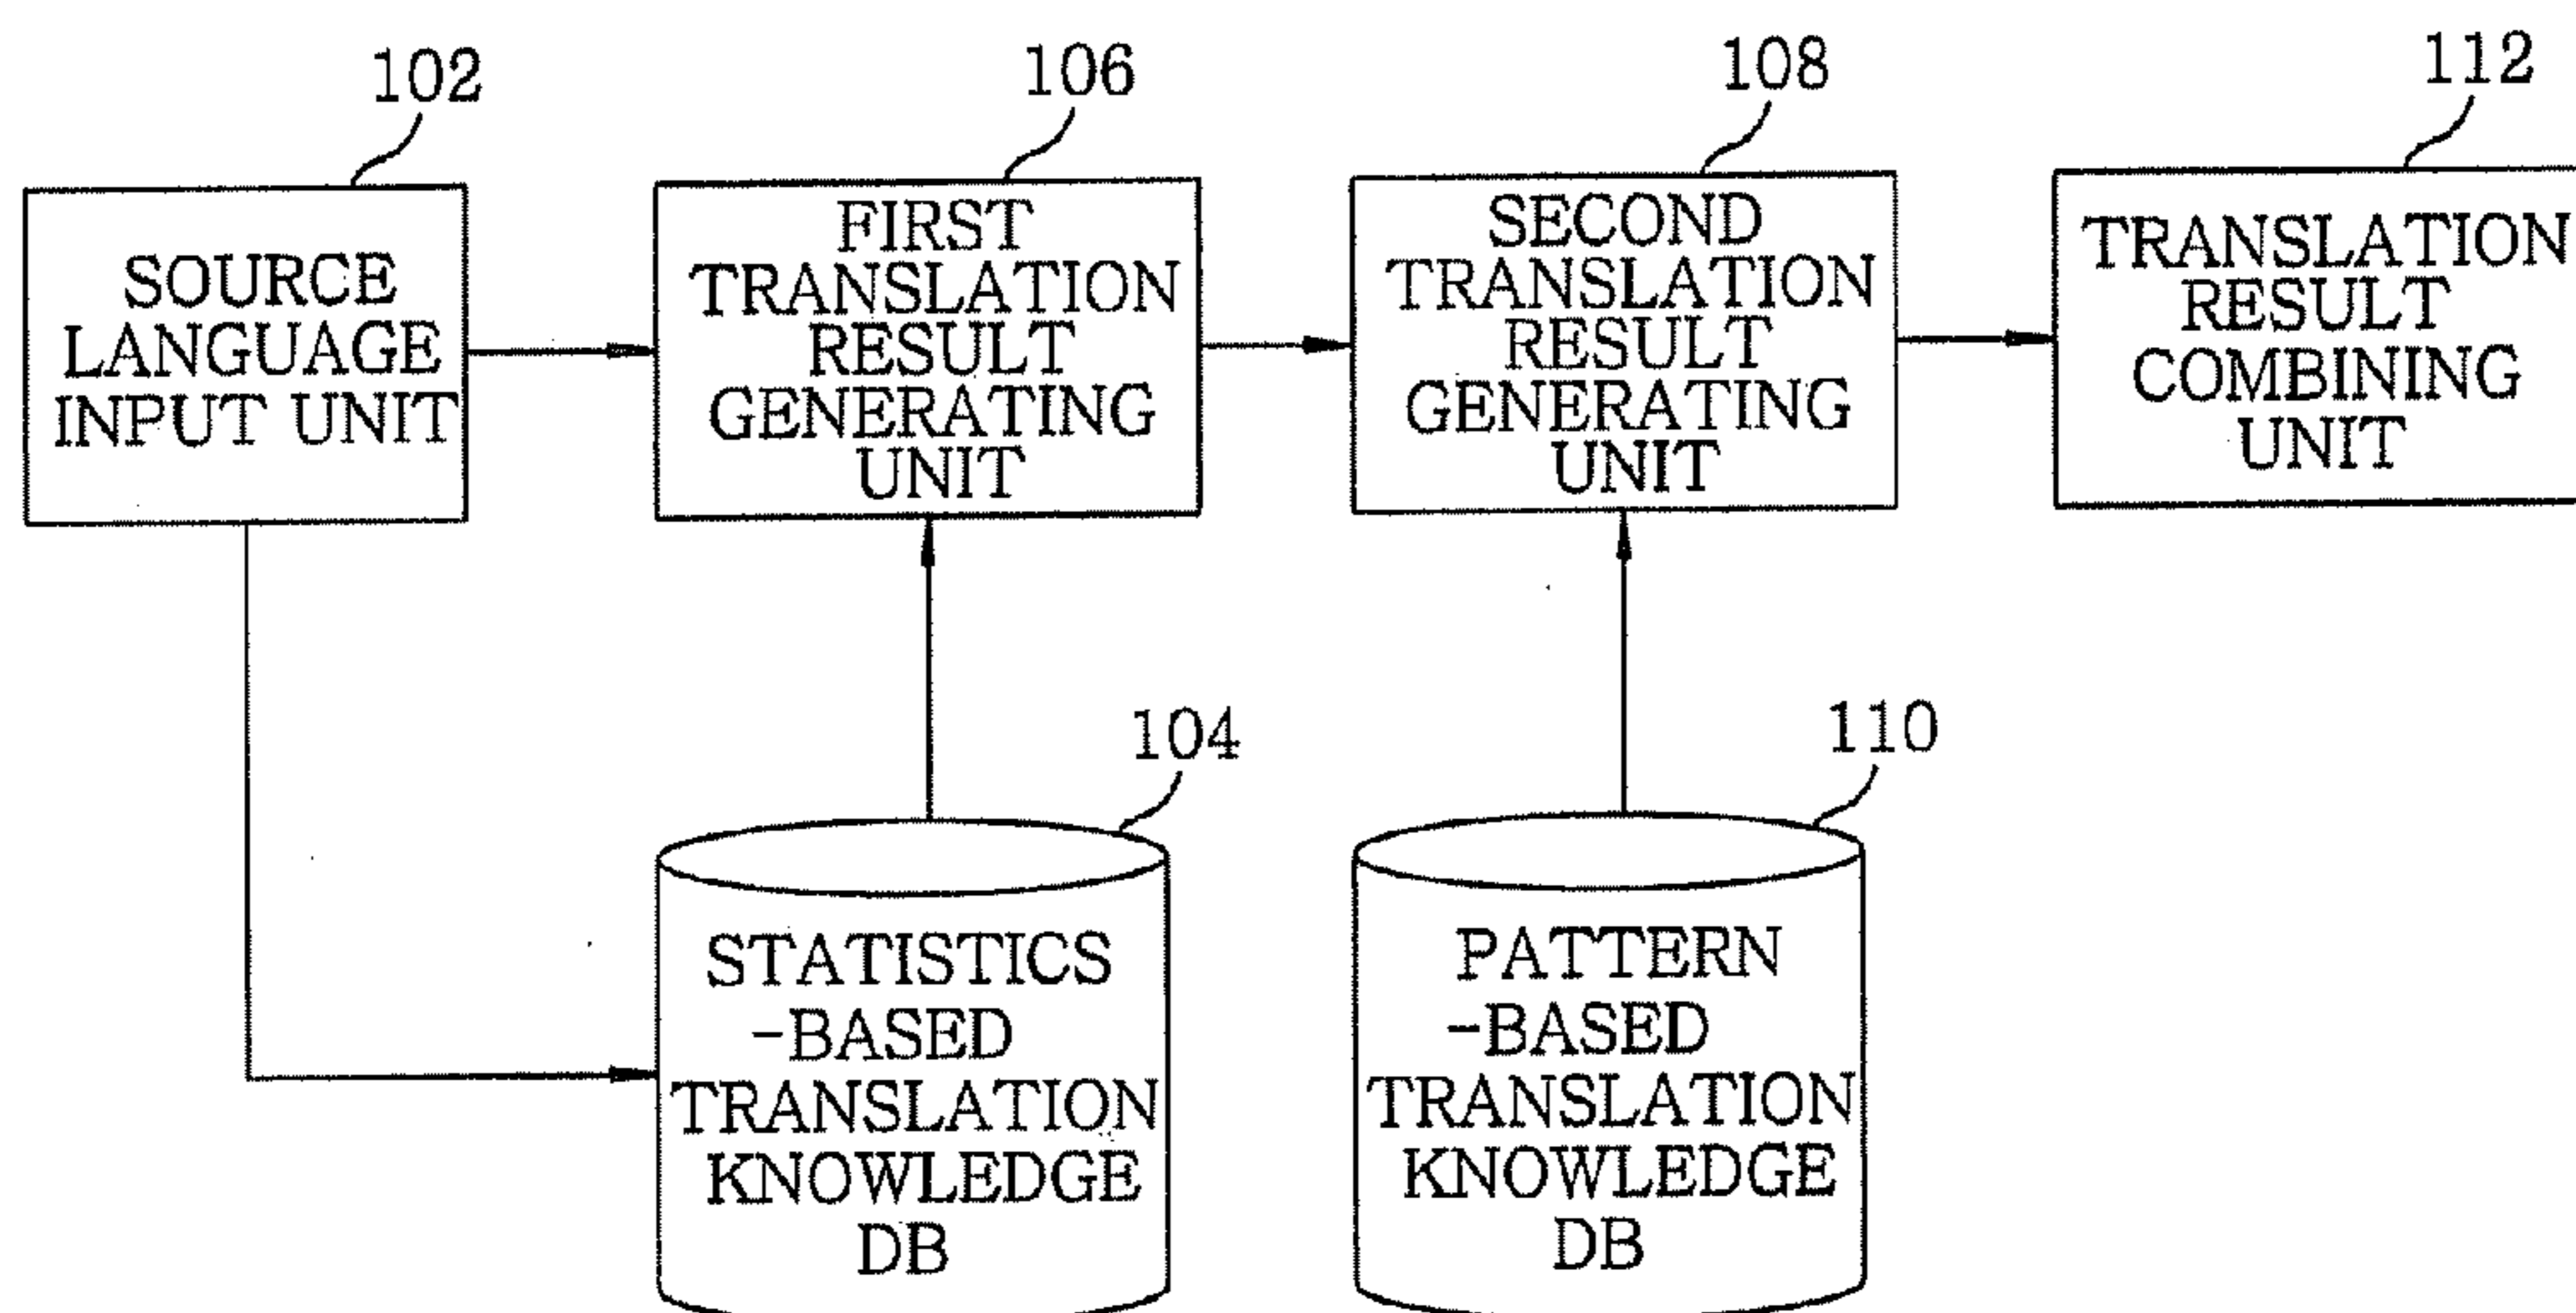 102
106
108
112
SOURCE
LANGUAGE
INPUT UNIT
FIRST
TRANSLATION
RESULT
GENERATING
UNIT
SECOND
TRANSLATION
RESULT
GENERATING
UNIT
TRANSLATION
RESULT
COMBINING
UNIT
104
110
STATISTICS
-BASED
TRANSLATION
KNOWLEDGE
DB
PATTERN
-BASED
TRANSLATION
KNOWLEDGE
DB